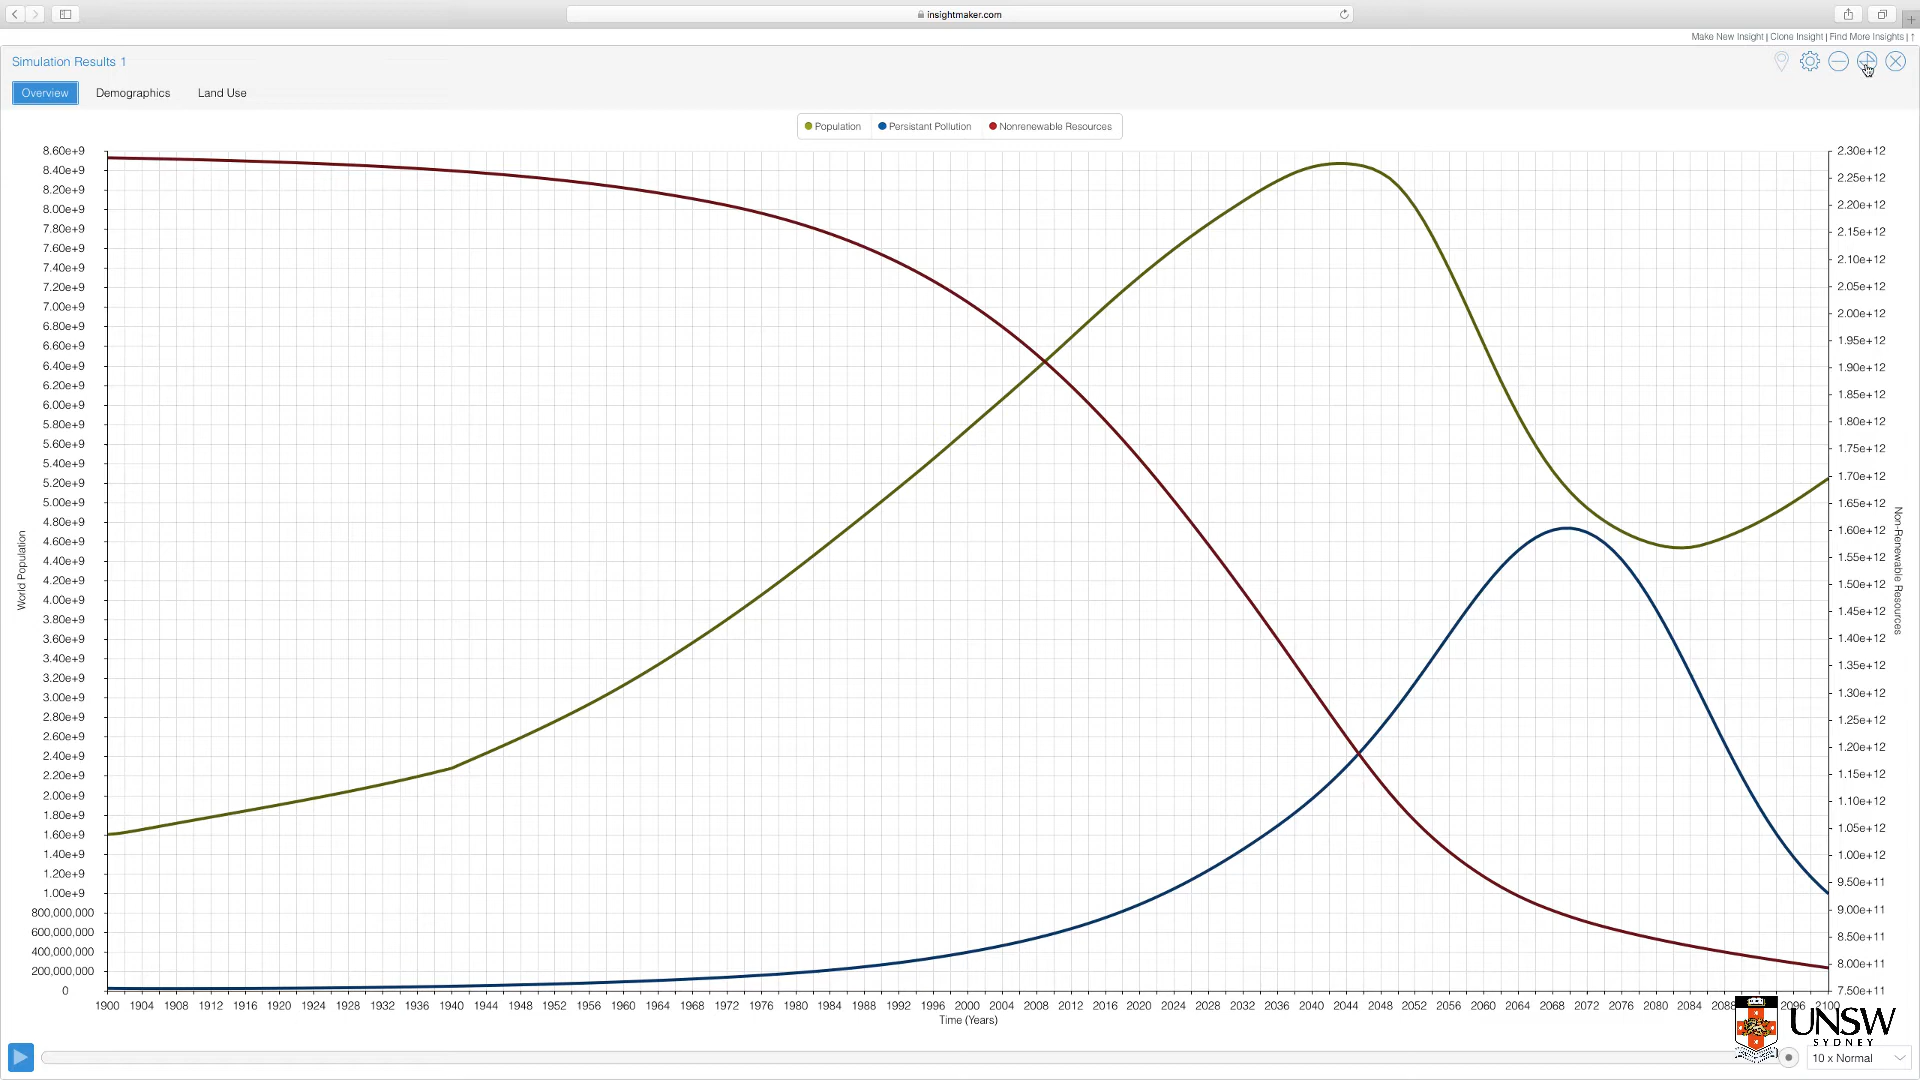 insightmaker.com
Make New Insight | Clone Insight | Find More Insights | ↑
Simulation Results 1
Overview Demographics Land Use
Population Persistant Pollution Nonrenewable Resources
8.60e+9
8.40e+9
8.20e+9
8.00e+9
7.80e+9
7.60e+9
7.40e+9
7.20e+9
7.00e+9
6.80e+9
6.60e+9
6.40e+9
6.20e+9
6.00e+9
5.80e+9
5.60e+9
5.40e+9
5.20e+9
5.00e+9
4.80e+9
4.60e+9
4.40e+9
4.20e+9
4.00e+9
3.80e+9
3.60e+9
3.40e+9
3.20e+9
3.00e+9
2.80e+9
2.60e+9
2.40e+9
2.20e+9
2.00e+9
1.80e+9
1.60e+9
1.40e+9
1.20e+9
1.00e+9
800,000,000
600,000,000
400,000,000
200,000,000
0
World Population
2.30e+12
2.25e+12
2.20e+12
2.15e+12
2.10e+12
2.05e+12
2.00e+12
1.95e+12
1.90e+12
1.85e+12
1.80e+12
1.75e+12
1.70e+12
1.65e+12
1.60e+12
1.55e+12
1.50e+12
1.45e+12
1.40e+12
1.35e+12
1.30e+12
1.25e+12
1.20e+12
1.15e+12
1.10e+12
1.05e+12
1.00e+12
9.50e+11
9.00e+11
8.50e+11
8.00e+11
7.50e+11
Non-Renewable Resources
1900 1904 1908 1912 1916 1920 1924 1928 1932 1936 1940 1944 1948 1952 1956 1960 1964 1968 1972 1976 1980 1984 1988 1992 1996 2000 2004 2008 2012 2016 2020 2024 2028 2032 2036 2040 2044 2048 2052 2056 2060 2064 2068 2072 2076 2080 2084 2088 2096 2100
Time (Years)
UNSW
SYDNEY
10 x Normal